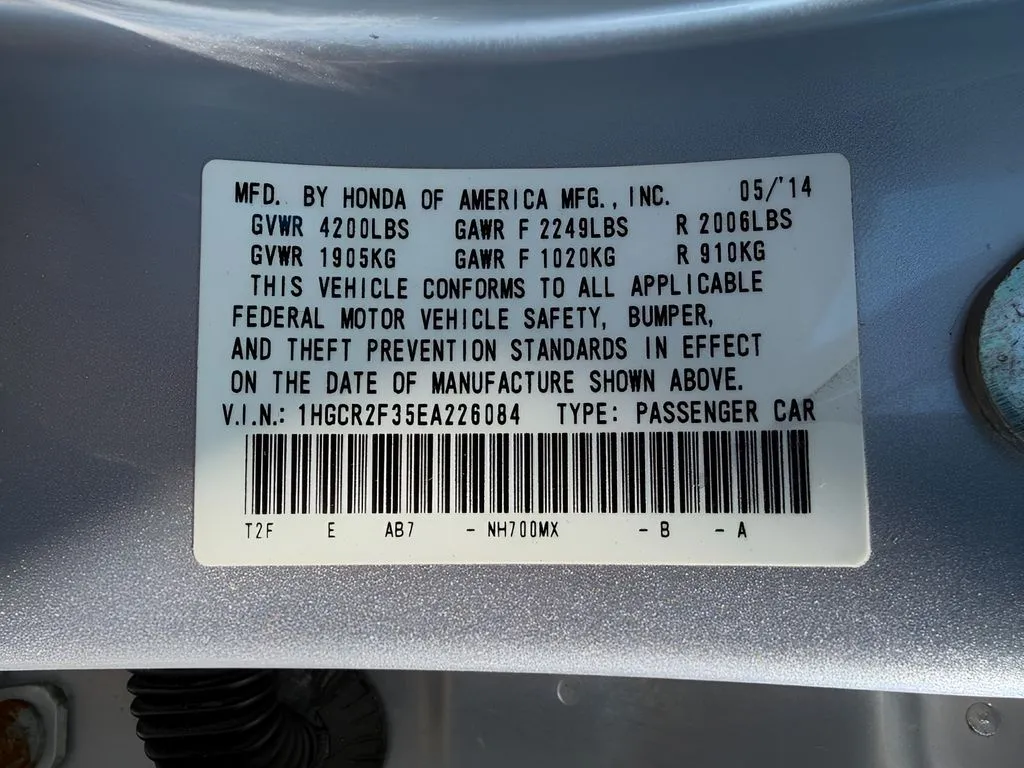 MFD. BY HONDA OF AMERICA MFG., INC. 05/'14
GVWR 4200LBS GAWR F 2249LBS R 2006LBS
GVWR 1905KG GAWR F 1020KG R 910KG
THIS VEHICLE CONFORMS TO ALL APPLICABLE
FEDERAL MOTOR VEHICLE SAFETY, BUMPER,
AND THEFT PREVENTION STANDARDS IN EFFECT
ON THE DATE OF MANUFACTURE SHOWN ABOVE.
V.I.N.: 1HGCR2F35EA226084 TYPE: PASSENGER CAR
T2F E AB7 - NH700MX - B - A